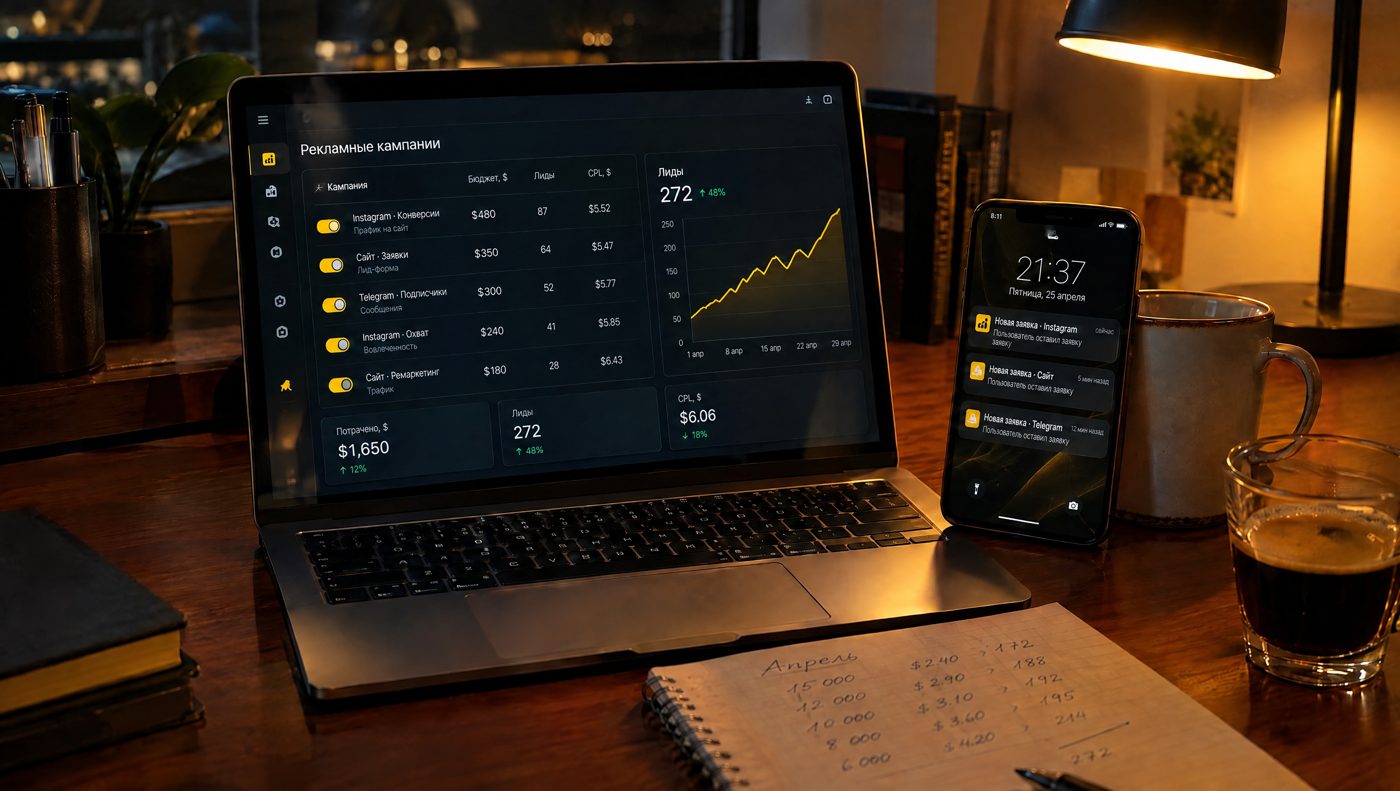 Рекламные кампании
Кампания Бюджет, $ Лиды CPL, $
Instagram · Конверсии $480 87 $5.52
Прафик на сайт
Сайт · Заявки $350 64 $5.47
Лид-форма
Telegram · Подписчики $300 52 $5.77
Сообщения
Instagram · Охват $240 41 $5.85
Вовлеченность
Сайт · Ремаркетинг $180 28 $6.43
Трафик
Потрачено, $
$1,650
↑ 12%
Лиды
272
↑ 48%
CPL, $
$6.06
↓ 18%
Лиды
272 ↑ 48%
250
200
150
100
50
0
1 апр 8 апр 15 апр 22 апр 29 апр
8:11
21:37
Пятница, 25 апреля
Новая заявка · Instagram сейчас
Пользователь оставил заявку
заявку
Новая заявка · Сайт 5 мин назад
Пользователь оставил заявку
Новая заявка · Telegram 12 мин назад
Пользователь оставил заявку
Апрель
15 000 $2.40 > 172
12 000 $2.90 > 188
10 000 $3.10 > 192
8 000 $3.60 > 195
6 000 $4.20 > 214
272